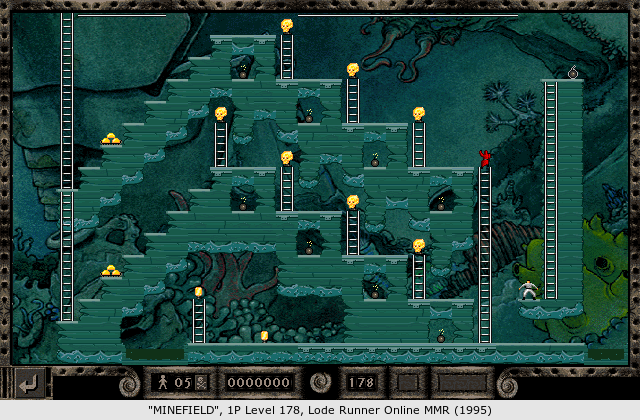 05 0000000 178
"MINEFIELD", 1P Level 178, Lode Runner Online MMR (1995)